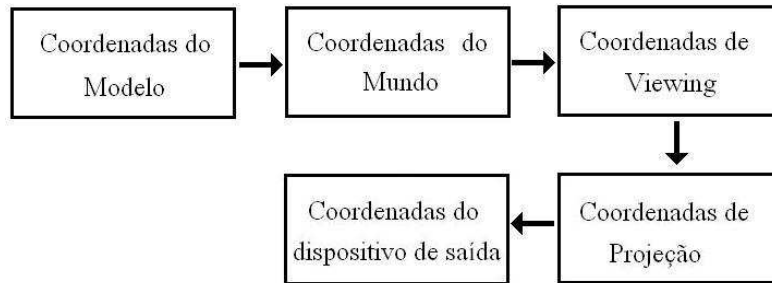 Coordenadas do
Modelo
Coordenadas do
Mundo
Coordenadas de
Viewing
Coordenadas do
dispositivo de saída
Coordenadas de
Projeção